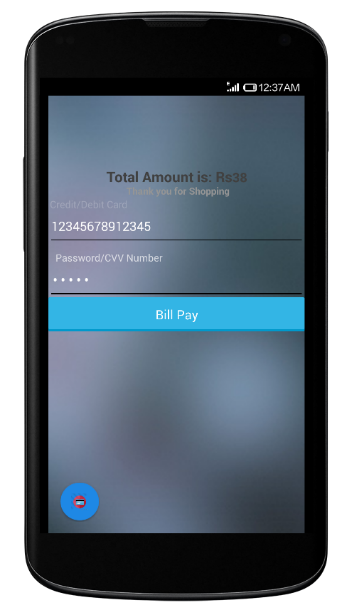 12:37AM
Total Amount is: Rs38
Thank you for Shopping
Credit/Debit Card
12345678912345
Password/CVV Number
•••••
Bill Pay